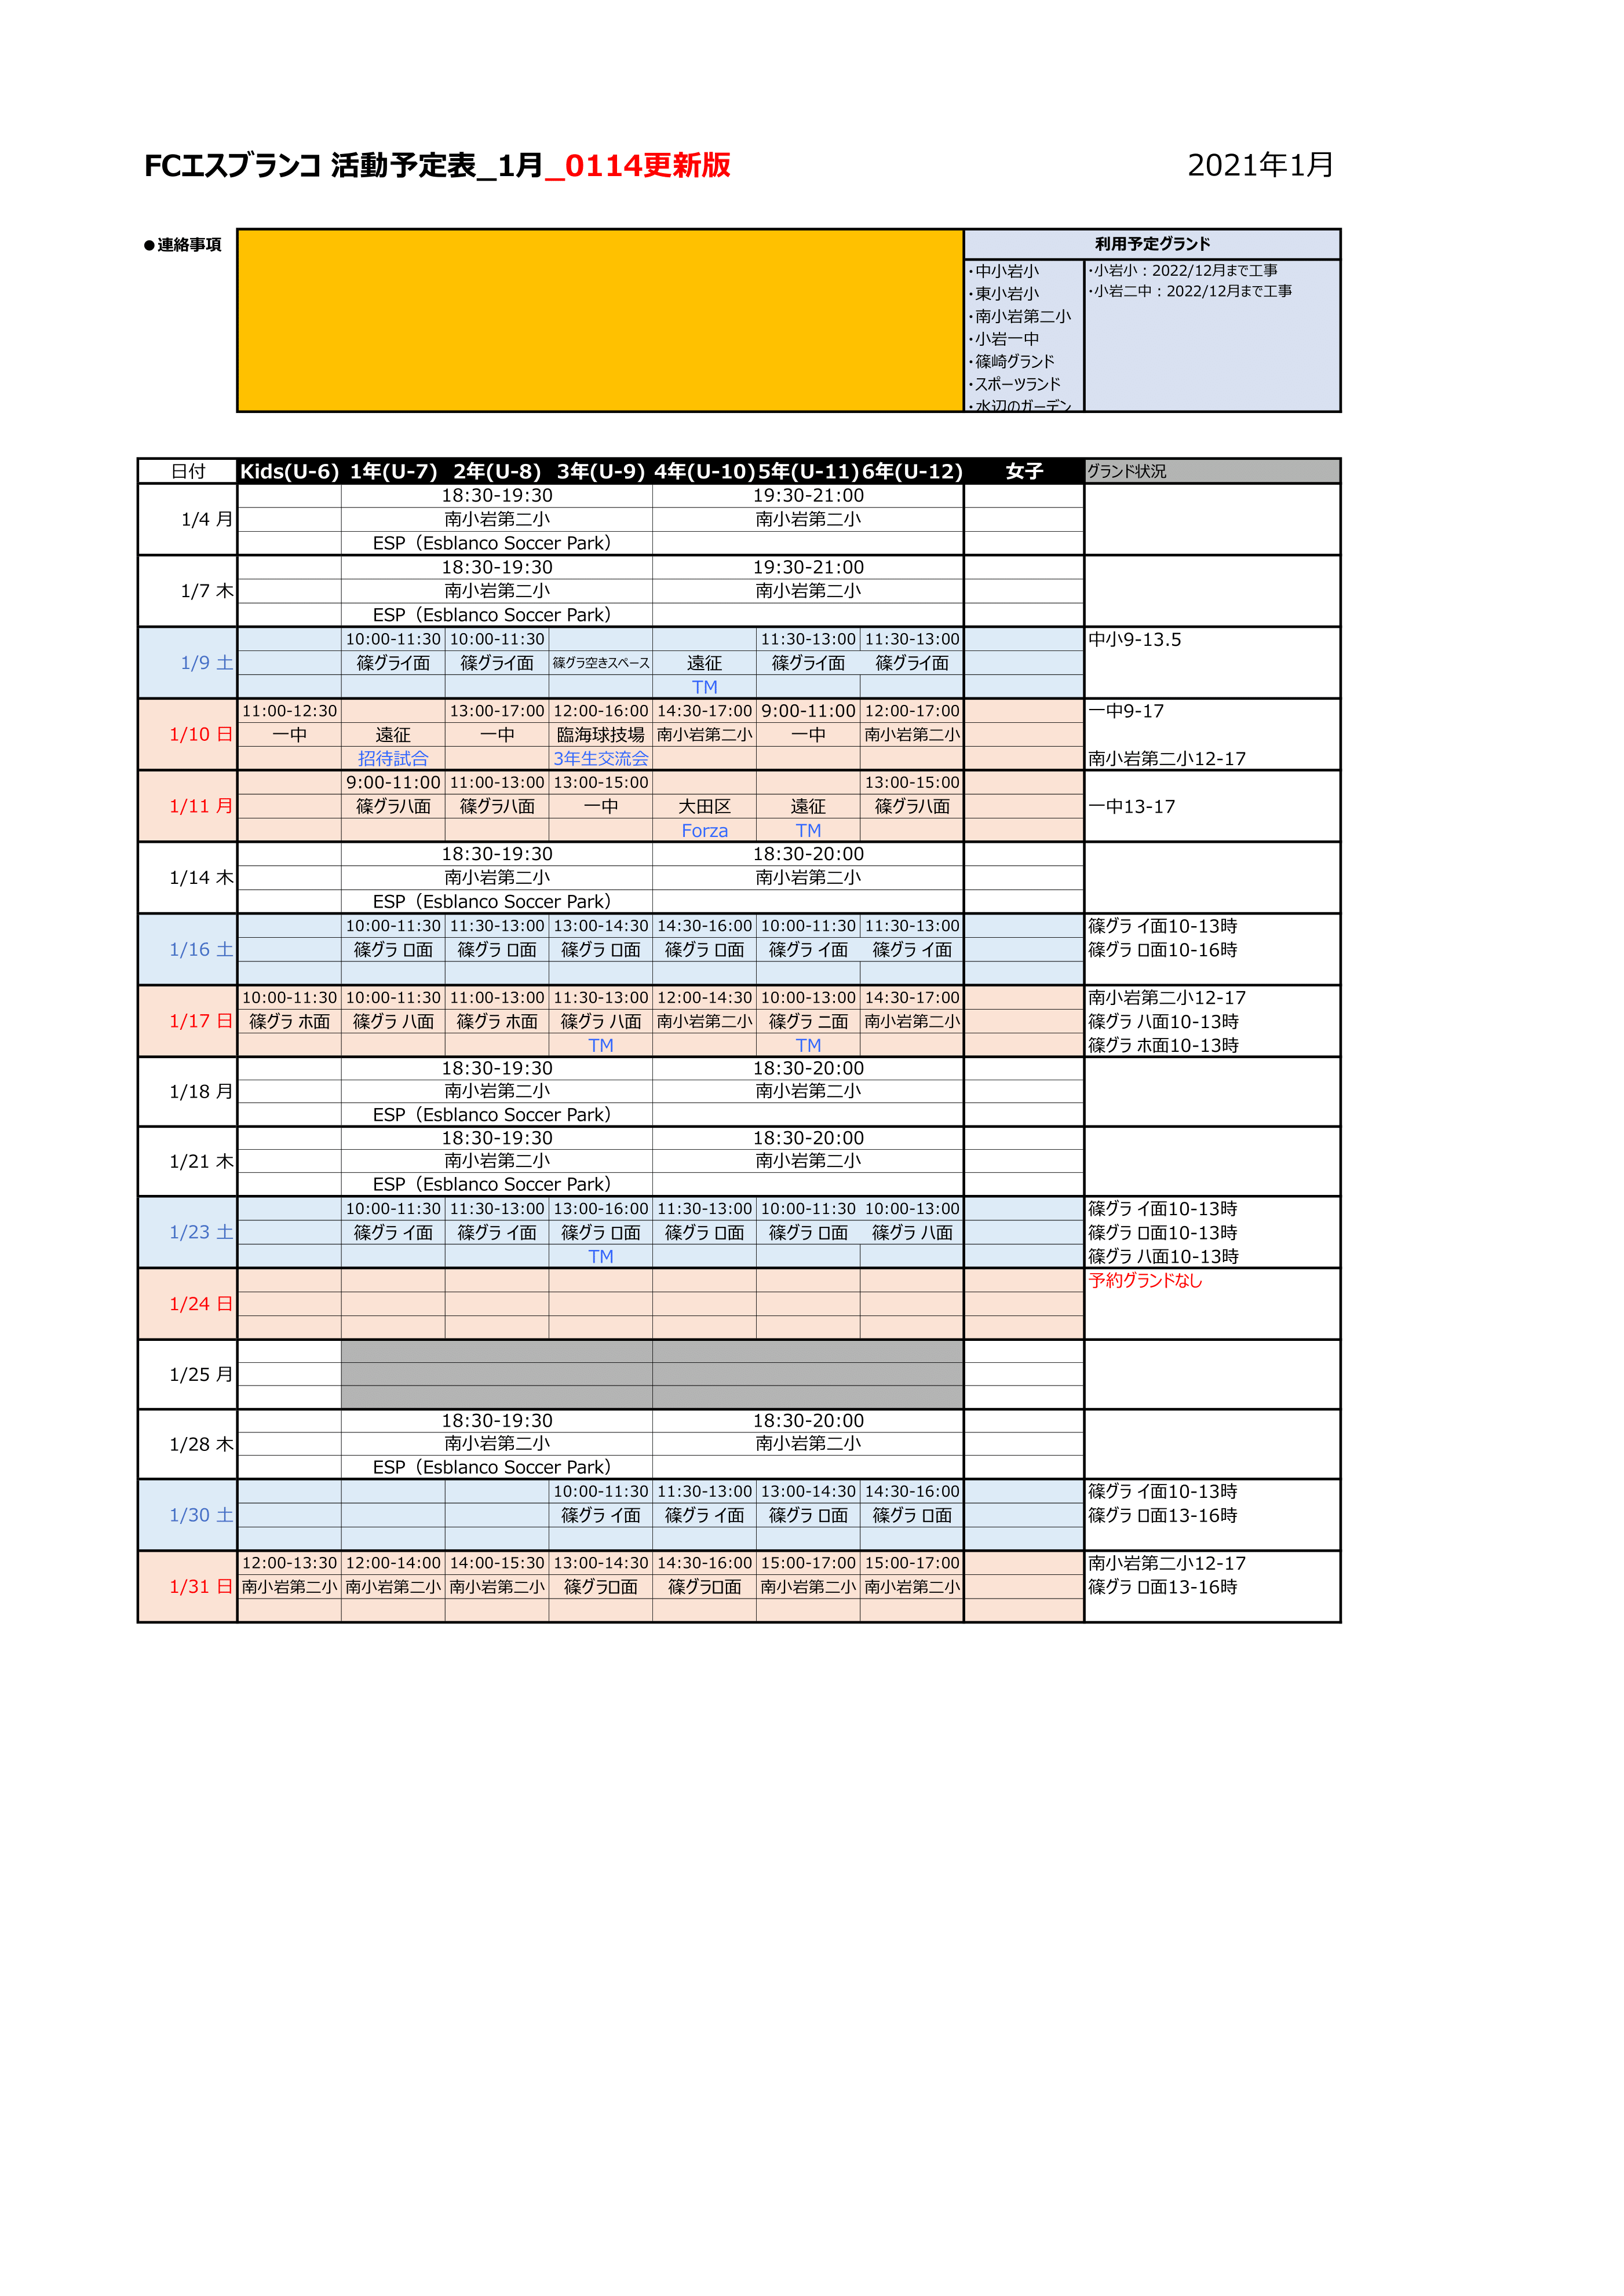 FCエスブランコ 活動予定表_1月_0114更新版 2021年1月
●連絡事項 利用予定グランド
・中小岩小 ・小岩小：2022/12月まで工事
・東小岩小 ・小岩二中：2022/12月まで工事
・南小岩第二小
・小岩一中
・篠崎グランド
・スポーツランド
・水辺のガーデン
日付 Kids(U-6) 1年(U-7) 2年(U-8) 3年(U-9) 4年(U-10) 5年(U-11) 6年(U-12) 女子 グランド状況
18:30-19:30 19:30-21:00
1/4 月 南小岩第二小 南小岩第二小
ESP（Esblanco Soccer Park）
18:30-19:30 19:30-21:00
1/7 木 南小岩第二小 南小岩第二小
ESP（Esblanco Soccer Park）
10:00-11:30 10:00-11:30 11:30-13:00 11:30-13:00 中小9-13.5
1/9 土 篠グライ面 篠グライ面 篠グラ空きスペース 遠征 篠グライ面 篠グライ面
TM
11:00-12:30 13:00-17:00 12:00-16:00 14:30-17:00 9:00-11:00 12:00-17:00 一中9-17
1/10 日 一中 遠征 一中 臨海球技場 南小岩第二小 一中 南小岩第二小
招待試合 3年生交流会 南小岩第二小12-17
9:00-11:00 11:00-13:00 13:00-15:00 13:00-15:00
1/11 月 篠グラハ面 篠グラハ面 一中 大田区 遠征 篠グラハ面 一中13-17
Forza TM
18:30-19:30 18:30-20:00
1/14 木 南小岩第二小 南小岩第二小
ESP（Esblanco Soccer Park）
10:00-11:30 11:30-13:00 13:00-14:30 14:30-16:00 10:00-11:30 11:30-13:00 篠グラ イ面10-13時
1/16 土 篠グラ ロ面 篠グラ ロ面 篠グラ ロ面 篠グラ ロ面 篠グラ イ面 篠グラ イ面 篠グラ ロ面10-16時
10:00-11:30 10:00-11:30 11:00-13:00 11:30-13:00 12:00-14:30 10:00-13:00 14:30-17:00 南小岩第二小12-17
1/17 日 篠グラ ホ面 篠グラ ハ面 篠グラ ホ面 篠グラ ハ面 南小岩第二小 篠グラ ニ面 南小岩第二小 篠グラ ハ面10-13時
TM TM 篠グラ ホ面10-13時
18:30-19:30 18:30-20:00
1/18 月 南小岩第二小 南小岩第二小
ESP（Esblanco Soccer Park）
18:30-19:30 18:30-20:00
1/21 木 南小岩第二小 南小岩第二小
ESP（Esblanco Soccer Park）
10:00-11:30 11:30-13:00 13:00-16:00 11:30-13:00 10:00-11:30 10:00-13:00 篠グラ イ面10-13時
1/23 土 篠グラ イ面 篠グラ イ面 篠グラ ロ面 篠グラ ロ面 篠グラ ロ面 篠グラ ハ面 篠グラ ロ面10-13時
TM 篠グラ ハ面10-13時
予約グランドなし
1/24 日
1/25 月
18:30-19:30 18:30-20:00
1/28 木 南小岩第二小 南小岩第二小
ESP（Esblanco Soccer Park）
10:00-11:30 11:30-13:00 13:00-14:30 14:30-16:00 篠グラ イ面10-13時
1/30 土 篠グラ イ面 篠グラ イ面 篠グラ ロ面 篠グラ ロ面 篠グラ ロ面13-16時
12:00-13:30 12:00-14:00 14:00-15:30 13:00-14:30 14:30-16:00 15:00-17:00 15:00-17:00 南小岩第二小12-17
1/31 日 南小岩第二小 南小岩第二小 南小岩第二小 篠グラロ面 篠グラロ面 南小岩第二小 南小岩第二小 篠グラ ロ面13-16時